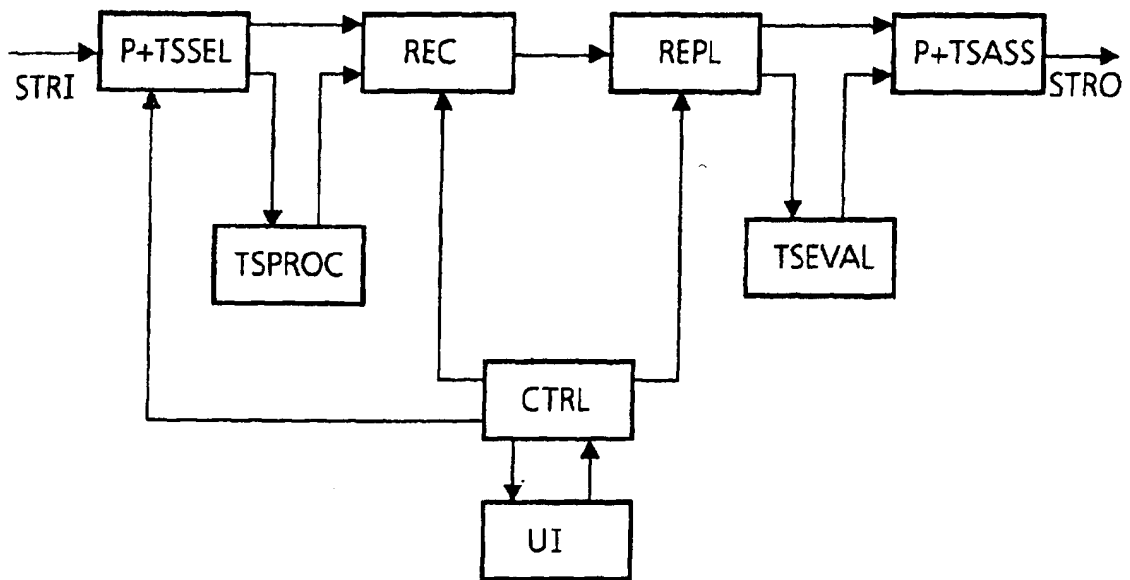 P+TSSEL
REC
REPL
P+TSASS
STRI
STRO
TSPROC
TSEVAL
CTRL
UI